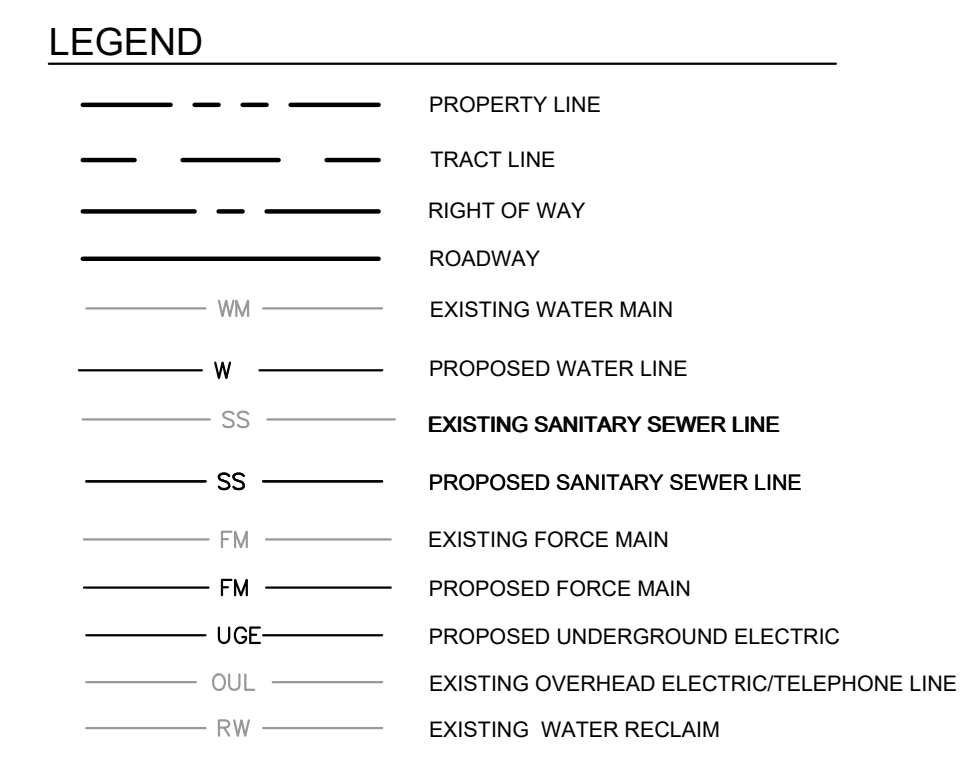 LEGEND
PROPERTY LINE
TRACT LINE
RIGHT OF WAY
ROADWAY
WM EXISTING WATER MAIN
W PROPOSED WATER LINE
SS EXISTING SANITARY SEWER LINE
SS PROPOSED SANITARY SEWER LINE
FM EXISTING FORCE MAIN
FM PROPOSED FORCE MAIN
UGE PROPOSED UNDERGROUND ELECTRIC
OUL EXISTING OVERHEAD ELECTRIC/TELEPHONE LINE
RW EXISTING WATER RECLAIM